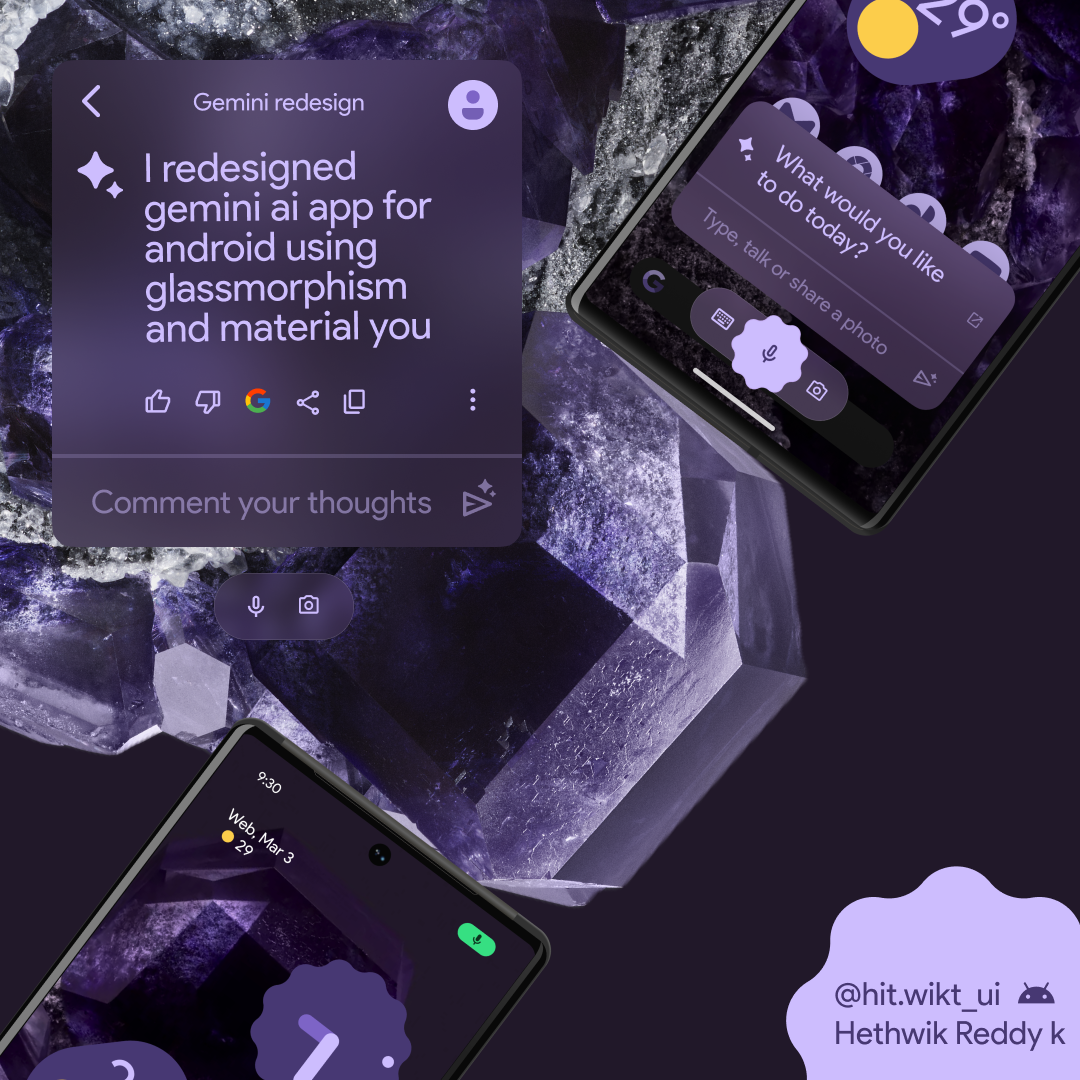 Gemini redesign
I redesigned
gemini ai app for
android using
glassmorphism
and material you
Comment your thoughts
29°
What would you like
to do today?
Type, talk or share a photo
G
9:30
Web, Mar 3
29
@hit.wikt_ui
Hethwik Reddy k